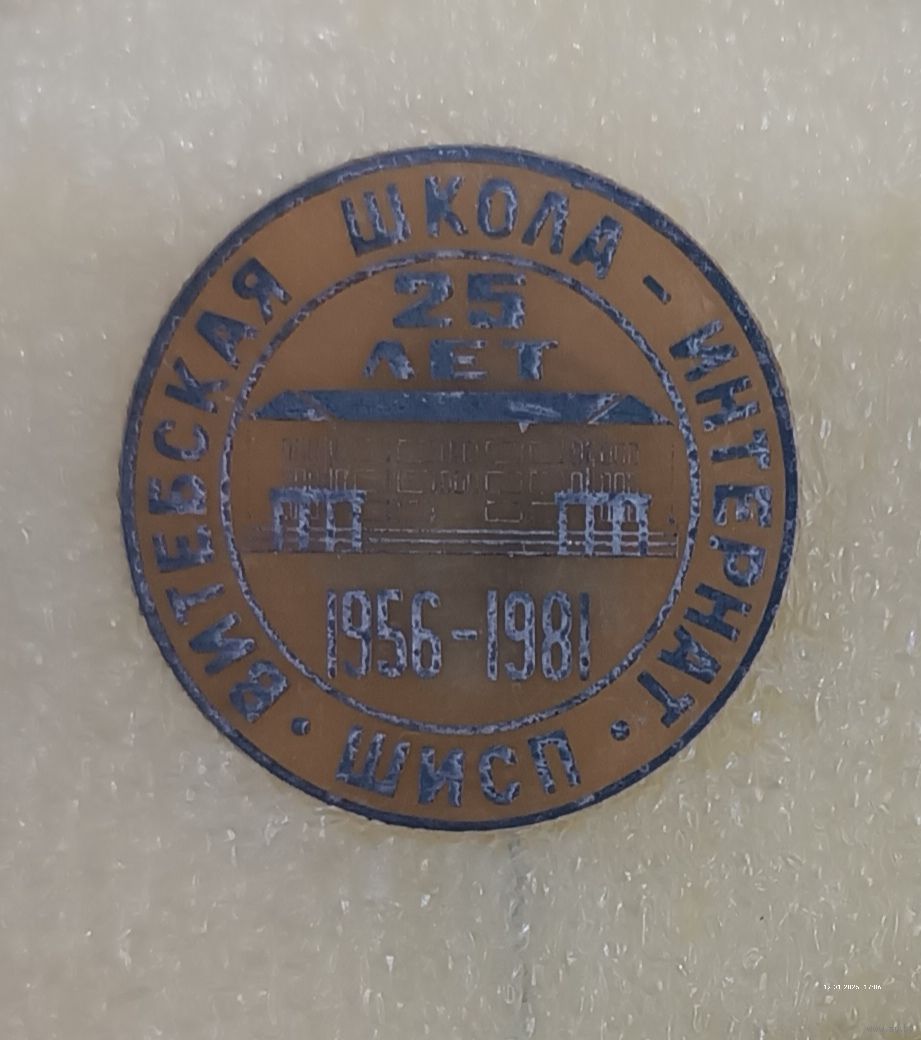 ВИТЕБСКАЯ ШКОЛА - ИНТЕРНАТ
25
ЛЕТ
1956-1981
· ШИСП ·